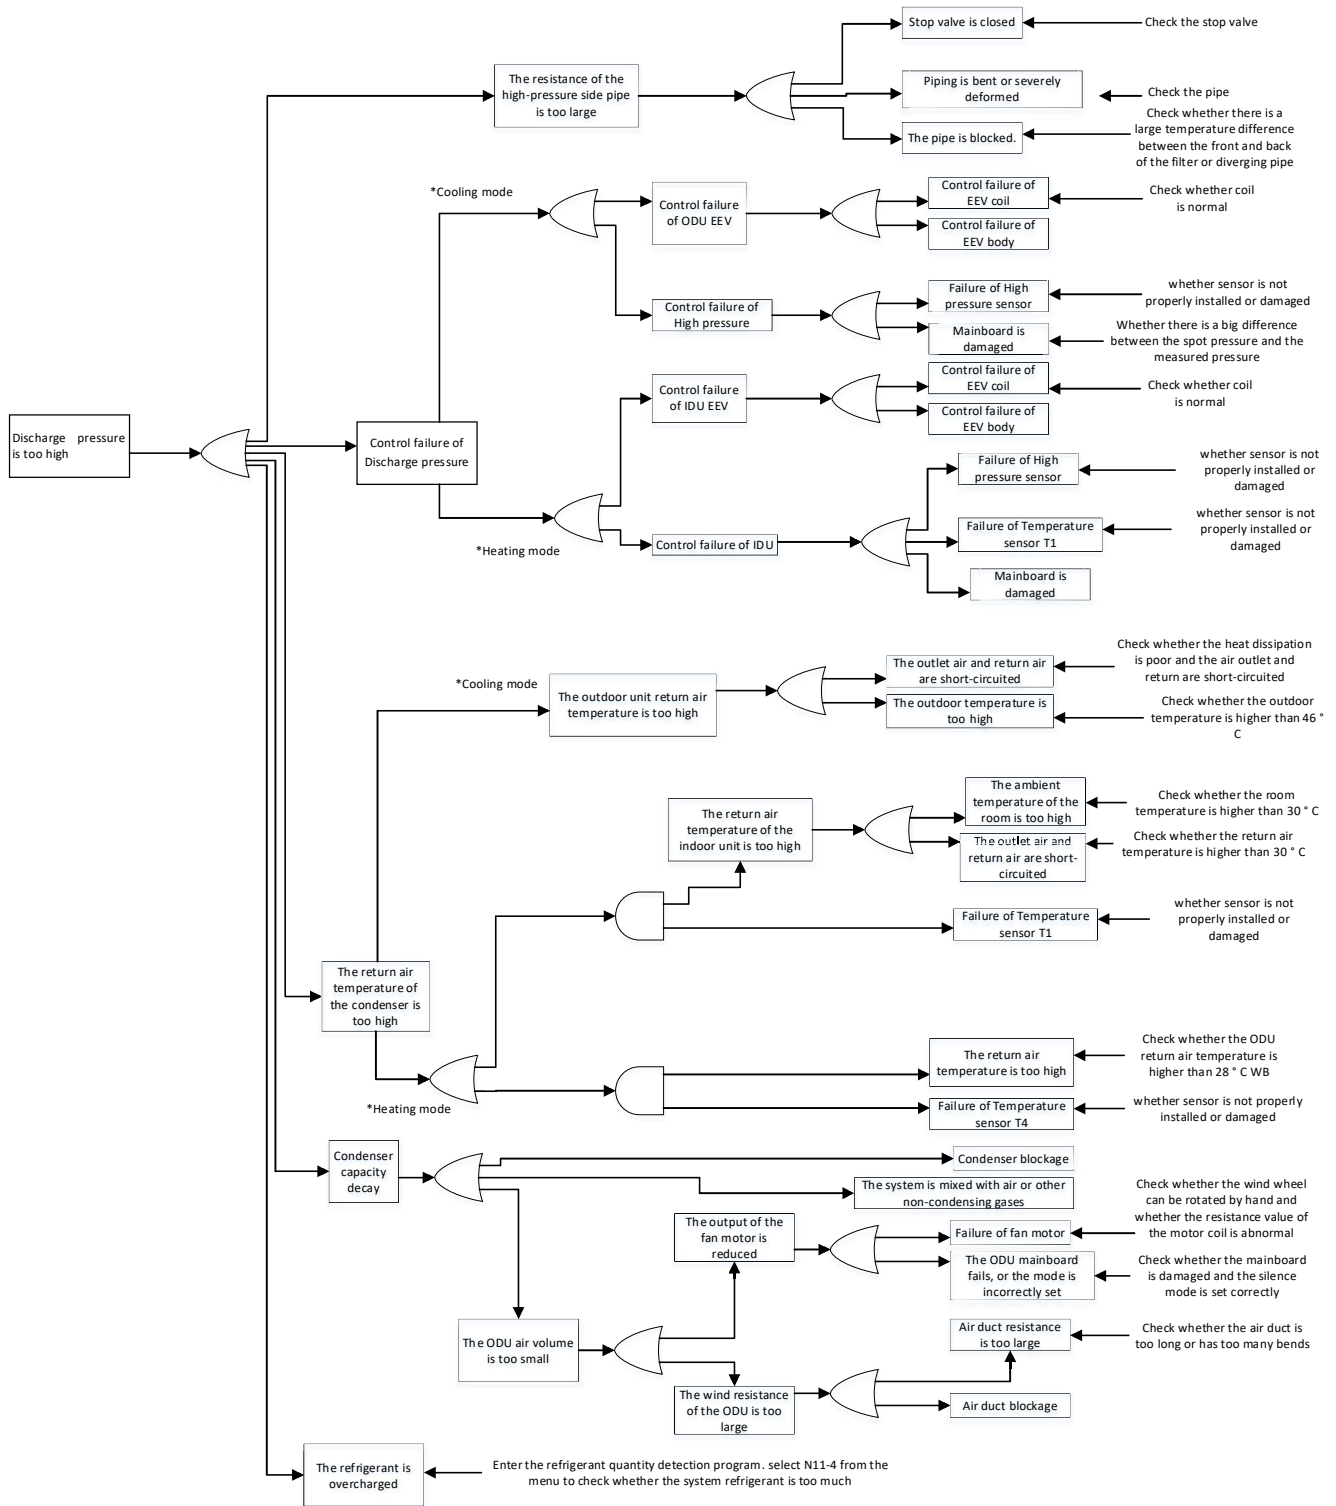 Stop valve is closed
Check the stop valve
The resistance of the
high-pressure side pipe
is too large
Piping is bent or severely
deformed
Check the pipe
The pipe is blocked.
Check whether there is a
large temperature difference
between the front and back
of the filter or diverging pipe
*Cooling mode
Control failure
of ODU EEV
Control failure of
EEV coil
Check whether coil
is normal
Control failure of
EEV body
Control failure of
High pressure
Failure of High
pressure sensor
whether sensor is not
properly installed or damaged
Mainboard is
damaged
Whether there is a big difference
between the spot pressure and the
measured pressure
Control failure
of IDU EEV
Control failure of
EEV coil
Check whether coil
is normal
Control failure of
EEV body
Discharge pressure
is too high
Control failure of
Discharge pressure
*Heating mode
Control failure of IDU
Failure of High
pressure sensor
whether sensor is not
properly installed or
damaged
Failure of Temperature
sensor T1
whether sensor is not
properly installed or
damaged
Mainboard is
damaged
*Cooling mode
The outdoor unit return air
temperature is too high
The outlet air and return air
are short-circuited
Check whether the heat dissipation
is poor and the air outlet and
return are short-circuited
The outdoor temperature is
too high
Check whether the outdoor
temperature is higher than 46 °
C
The return air
temperature of the
indoor unit is too high
The ambient
temperature of the
room is too high
Check whether the room
temperature is higher than 30 ° C
The outlet air and
return air are short-
circuited
Check whether the return air
temperature is higher than 30 ° C
Failure of Temperature
sensor T1
whether sensor is not
properly installed or
damaged
The return air
temperature of
the condenser is
too high
*Heating mode
The return air
temperature is too high
Check whether the ODU
return air temperature is
higher than 28 ° C WB
Failure of Temperature
sensor T4
whether sensor is not properly
installed or damaged
Condenser
capacity
decay
Condenser blockage
The system is mixed with air or other
non-condensing gases
The output of the
fan motor is
reduced
Failure of fan motor
Check whether the wind wheel
can be rotated by hand and
whether the resistance value of
the motor coil is abnormal
The ODU mainboard
fails, or the mode is
incorrectly set
Check whether the mainboard
is damaged and the silence
mode is set correctly
The ODU air volume
is too small
Air duct resistance
is too large
Check whether the air duct is
too long or has too many bends
The wind resistance
of the ODU is too
large
Air duct blockage
The refrigerant is
overcharged
Enter the refrigerant quantity detection program. select N11-4 from the
menu to check whether the system refrigerant is too much